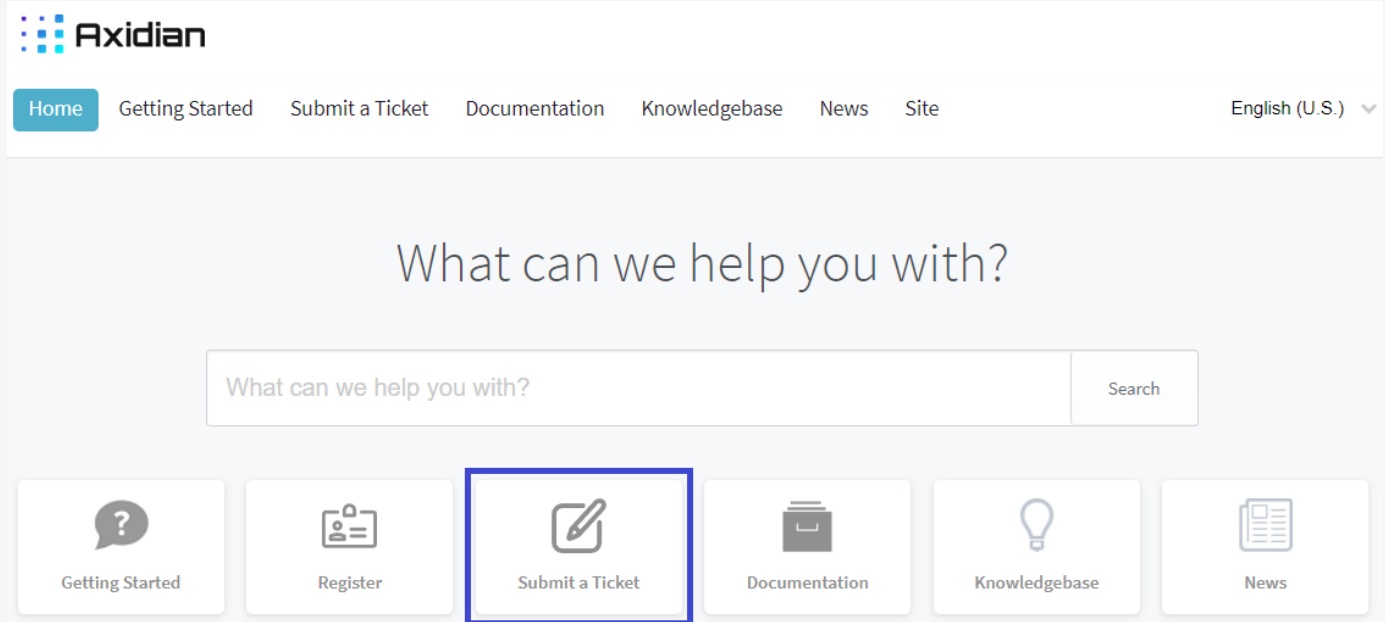 Axidian
Home Getting Started Submit a Ticket Documentation Knowledgebase News Site English (U.S.)
What can we help you with?
What can we help you with? Search
Getting Started Register Submit a Ticket Documentation Knowledgebase News